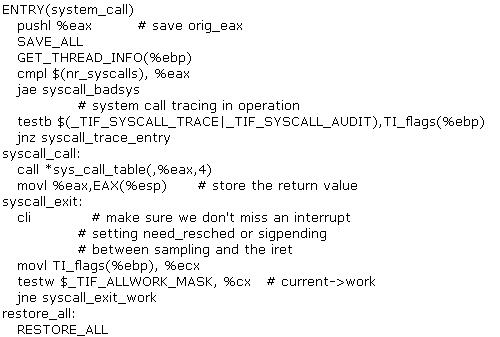 ENTRY(system_call)
pushl %eax # save orig_eax
SAVE_ALL
GET_THREAD_INFO(%ebp)
cmpl $(nr_syscalls), %eax
jae syscall_badsys
# system call tracing in operation
testb $(_TIF_SYSCALL_TRACE|_TIF_SYSCALL_AUDIT),TI_flags(%ebp)
jnz syscall_trace_entry
syscall_call:
call *sys_call_table(,%eax,4)
movl %eax,EAX(%esp) # store the return value
syscall_exit:
cli # make sure we don't miss an interrupt
# setting need_resched or sigpending
# between sampling and the iret
movl TI_flags(%ebp), %ecx
testw $_TIF_ALLWORK_MASK, %cx # current->work
jne syscall_exit_work
restore_all:
RESTORE_ALL